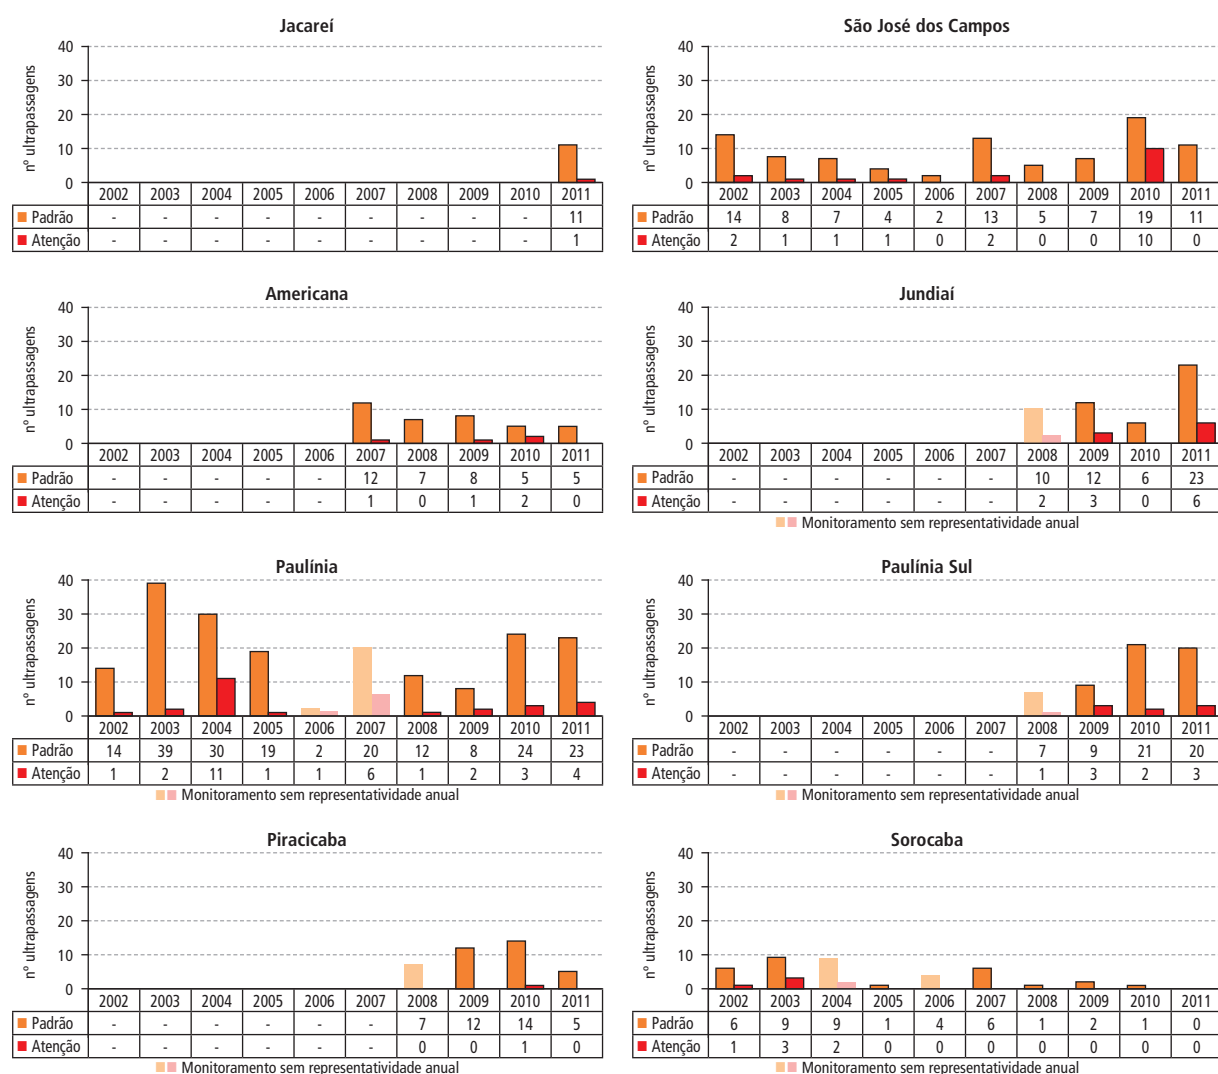 Jacareí
nº ultrapassagens
40
30
20
10
0
2002 2003 2004 2005 2006 2007 2008 2009 2010 2011
Padrão - - - - - - - - - 11
Atenção - - - - - - - - - 1
São José dos Campos
nº ultrapassagens
40
30
20
10
0
2002 2003 2004 2005 2006 2007 2008 2009 2010 2011
Padrão 14 8 7 4 2 13 5 7 19 11
Atenção 2 1 1 1 0 2 0 0 10 0
Americana
nº ultrapassagens
40
30
20
10
0
2002 2003 2004 2005 2006 2007 2008 2009 2010 2011
Padrão - - - - - 12 7 8 5 5
Atenção - - - - - 1 0 1 2 0
Jundiaí
nº ultrapassagens
40
30
20
10
0
2002 2003 2004 2005 2006 2007 2008 2009 2010 2011
Padrão - - - - - - 10 12 6 23
Atenção - - - - - - 2 3 0 6
Monitoramento sem representatividade anual
Paulínia
nº ultrapassagens
40
30
20
10
0
2002 2003 2004 2005 2006 2007 2008 2009 2010 2011
Padrão 14 39 30 19 2 20 12 8 24 23
Atenção 1 2 11 1 1 6 1 2 3 4
Monitoramento sem representatividade anual
Paulínia Sul
nº ultrapassagens
40
30
20
10
0
2002 2003 2004 2005 2006 2007 2008 2009 2010 2011
Padrão - - - - - - 7 9 21 20
Atenção - - - - - - 1 3 2 3
Monitoramento sem representatividade anual
Piracicaba
nº ultrapassagens
40
30
20
10
0
2002 2003 2004 2005 2006 2007 2008 2009 2010 2011
Padrão - - - - - - 7 12 14 5
Atenção - - - - - - 0 0 1 0
Monitoramento sem representatividade anual
Sorocaba
nº ultrapassagens
40
30
20
10
0
2002 2003 2004 2005 2006 2007 2008 2009 2010 2011
Padrão 6 9 9 1 4 6 1 2 1 0
Atenção 1 3 2 0 0 0 0 0 0 0
Monitoramento sem representatividade anual